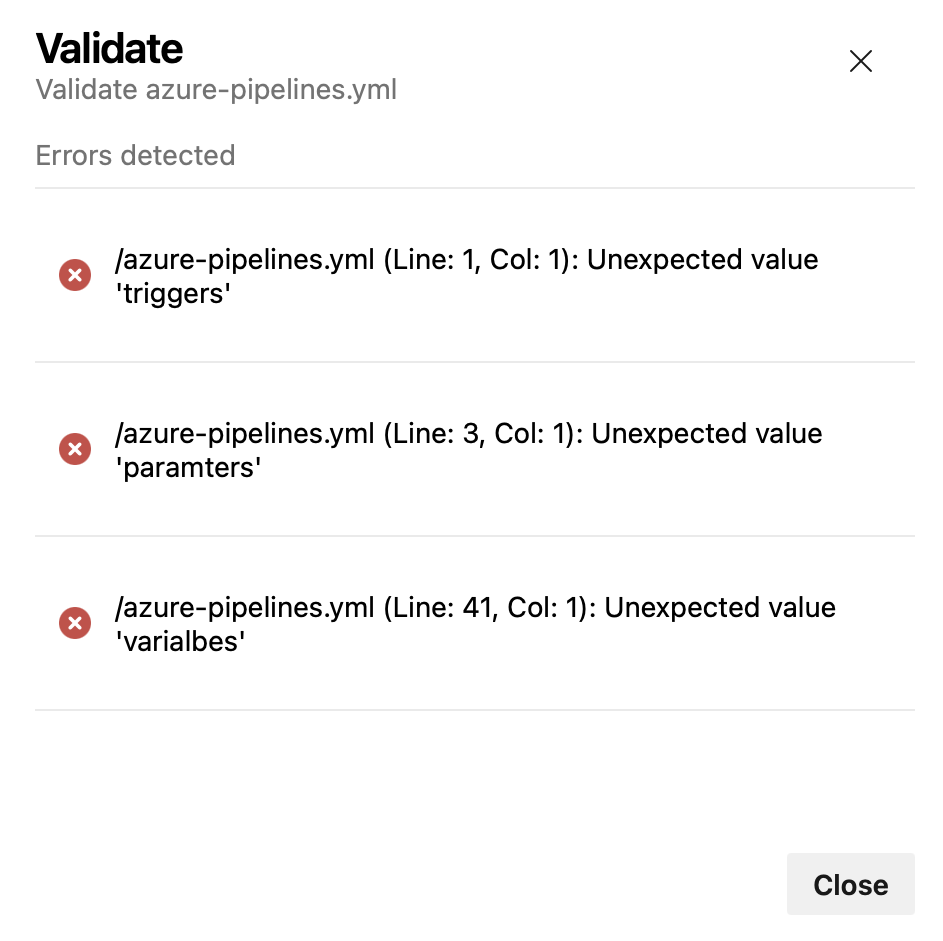 Validate
Validate azure-pipelines.yml
Errors detected
/azure-pipelines.yml (Line: 1, Col: 1): Unexpected value
'triggers'
/azure-pipelines.yml (Line: 3, Col: 1): Unexpected value
'paramters'
/azure-pipelines.yml (Line: 41, Col: 1): Unexpected value
'varialbes'
Close